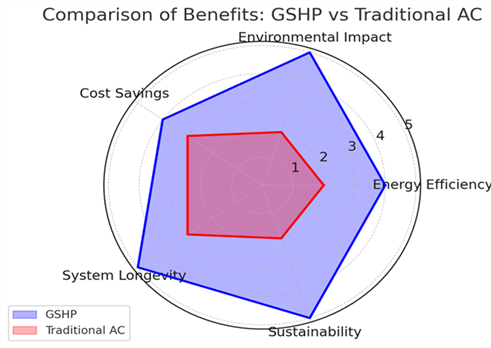 Comparison of Benefits: GSHP vs Traditional AC
Environmental Impact
Cost Savings
5
4
3
2
1
Energy Efficiency
System Longevity
Sustainability
GSHP
Traditional AC